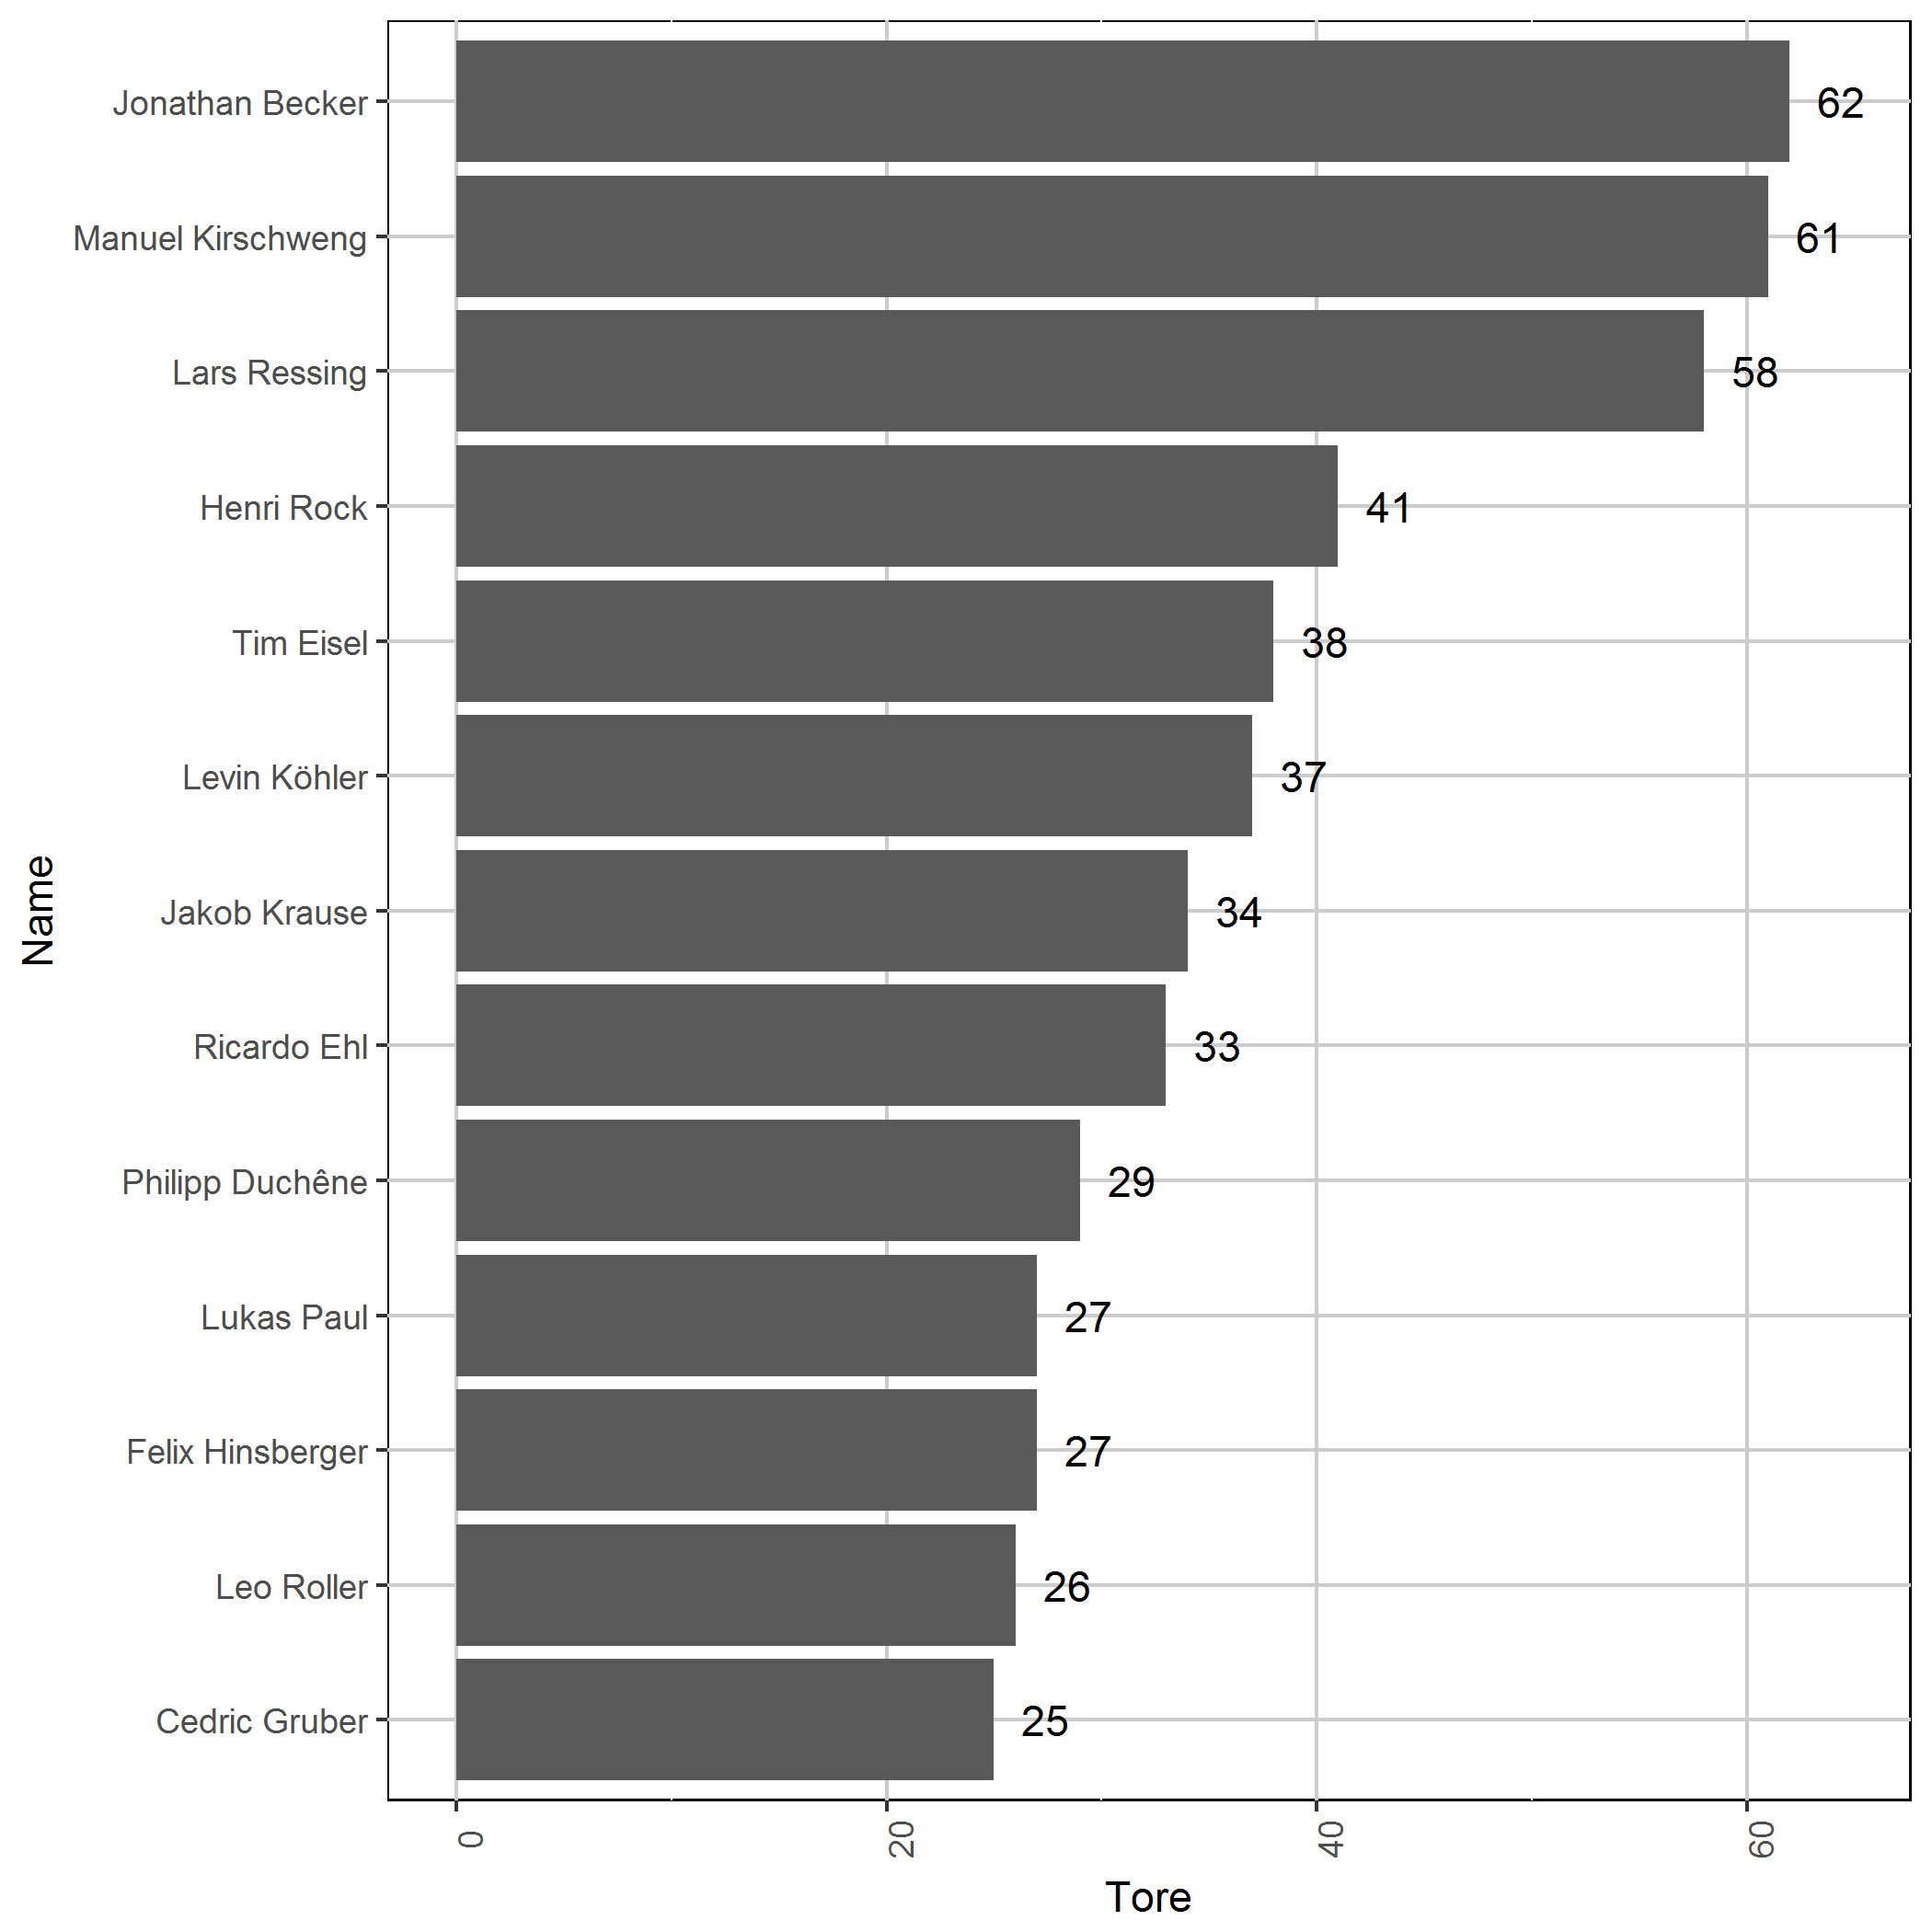 Jonathan Becker 62
Manuel Kirschweng 61
Lars Ressing 58
Henri Rock 41
Tim Eisel 38
Levin Köhler 37
Jakob Krause 34
Ricardo Ehl 33
Philipp Duchêne 29
Lukas Paul 27
Felix Hinsberger 27
Leo Roller 26
Cedric Gruber 25
Name
0 20 40 60
Tore